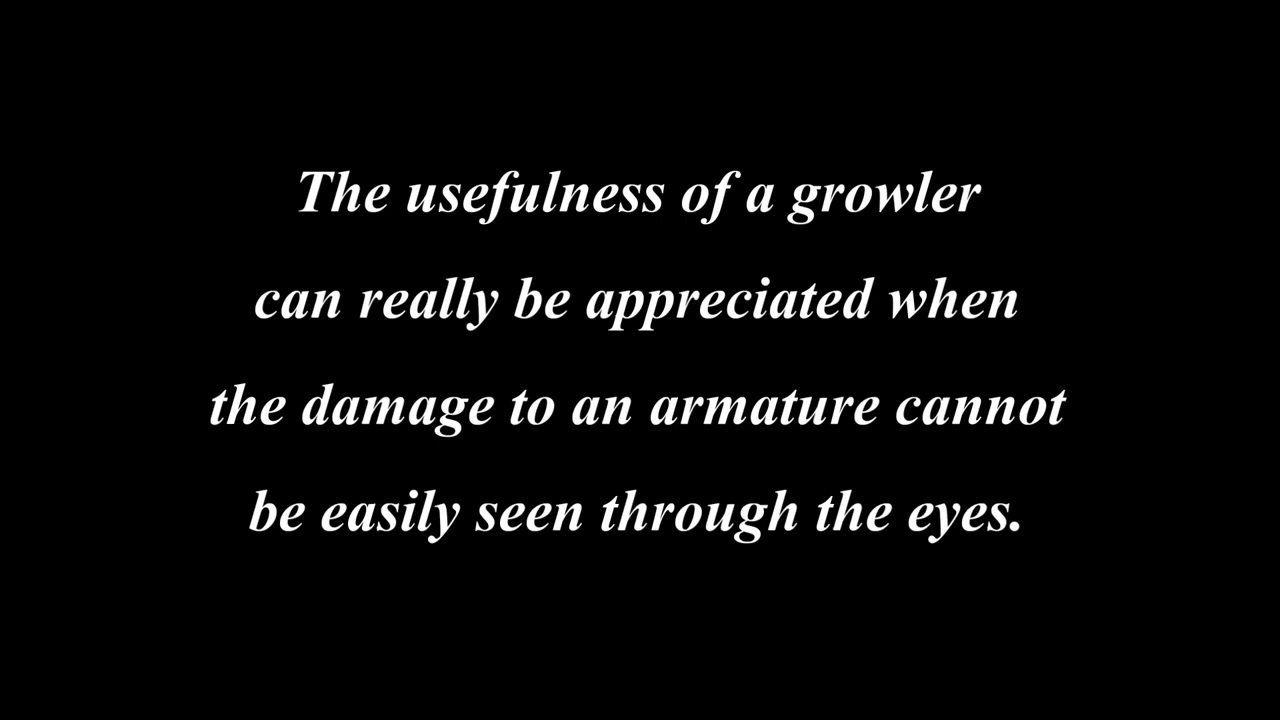 The usefulness of a growler
can really be appreciated when
the damage to an armature cannot
be easily seen through the eyes.